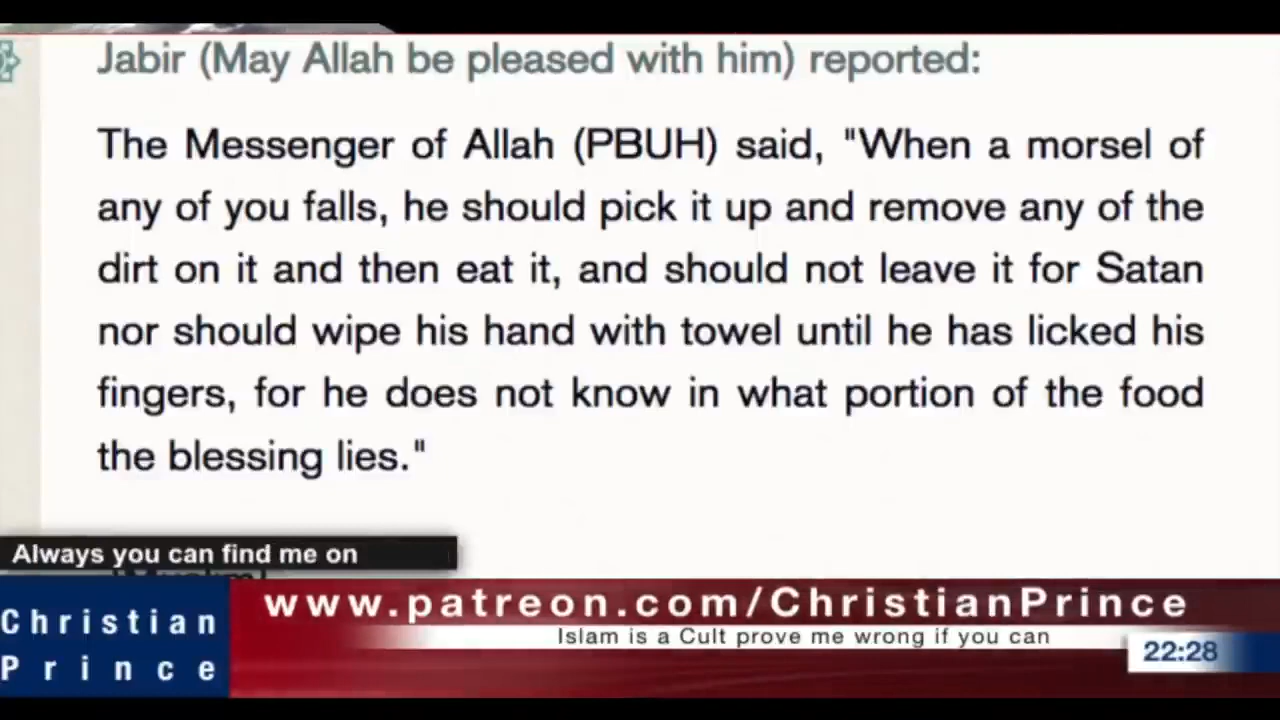 Jabir (May Allah be pleased with him) reported:
The Messenger of Allah (PBUH) said, "When a morsel of
any of you falls, he should pick it up and remove any of the
dirt on it and then eat it, and should not leave it for Satan
nor should wipe his hand with towel until he has licked his
fingers, for he does not know in what portion of the food
the blessing lies."
Always you can find me on
Christian
Prince
www.patreon.com/ChristianPrince
Islam is a Cult prove me wrong if you can
22:28